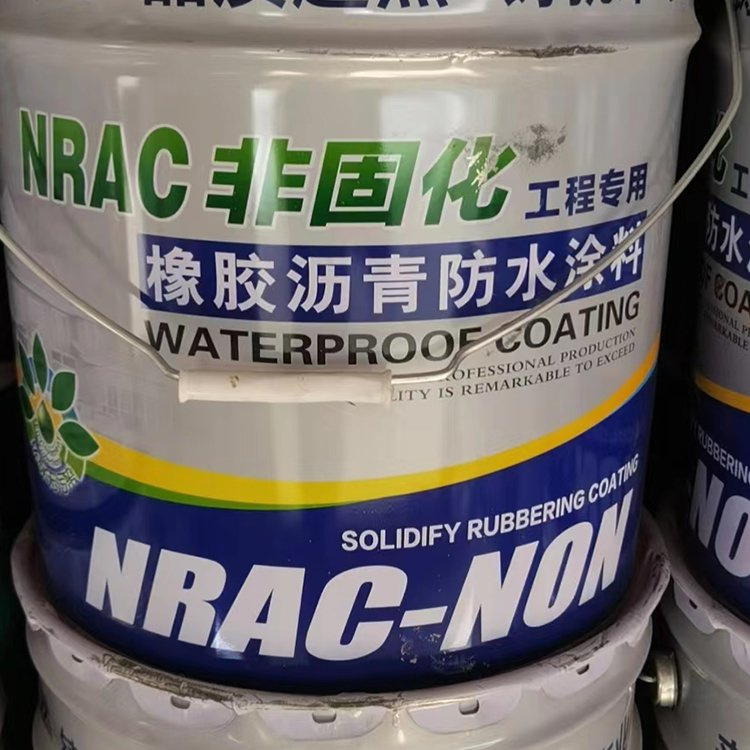 NRAC 非固化 工程专用
橡胶沥青防水涂料
WATERPROOF COATING
OFESSIONAL PRODUCTION
LITY IS REMARKABLE TO EXCEED
SOLIDIFY RUBBERING COATING
NRAC-NON